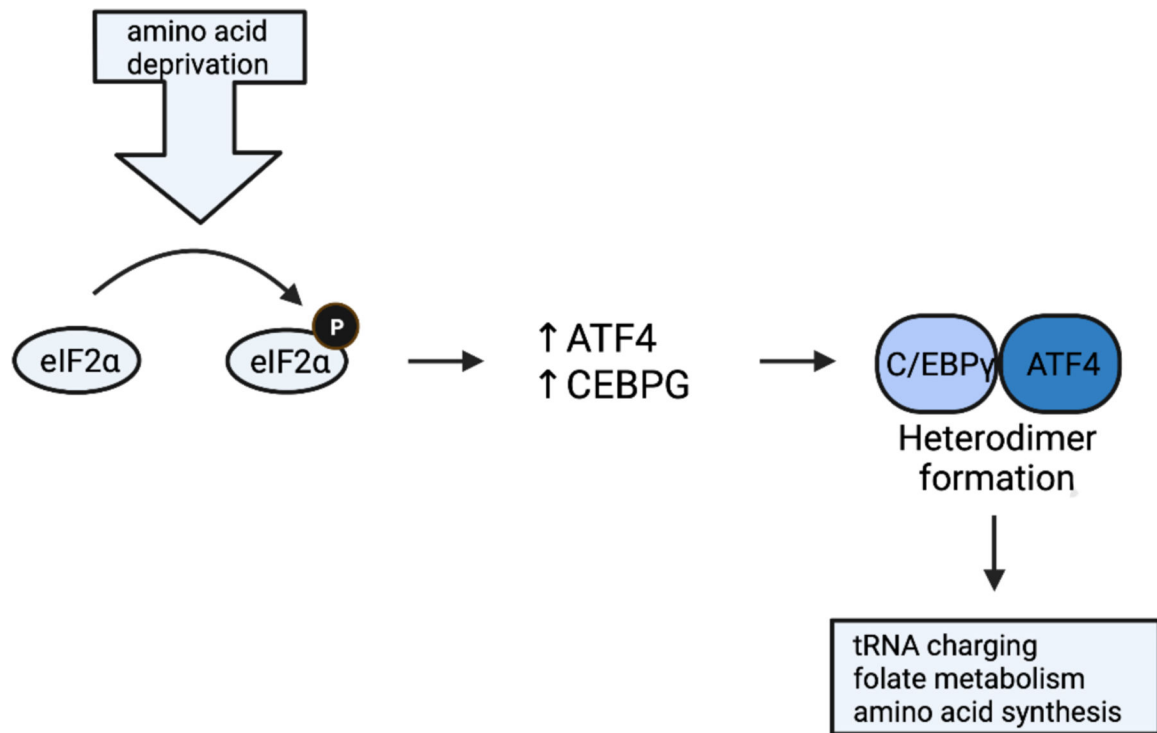 amino acid
deprivation
eIF2α
eIF2α
P
↑ ATF4
↑ CEBPG
C/EBPγ
ATF4
Heterodimer
formation
tRNA charging
folate metabolism
amino acid synthesis